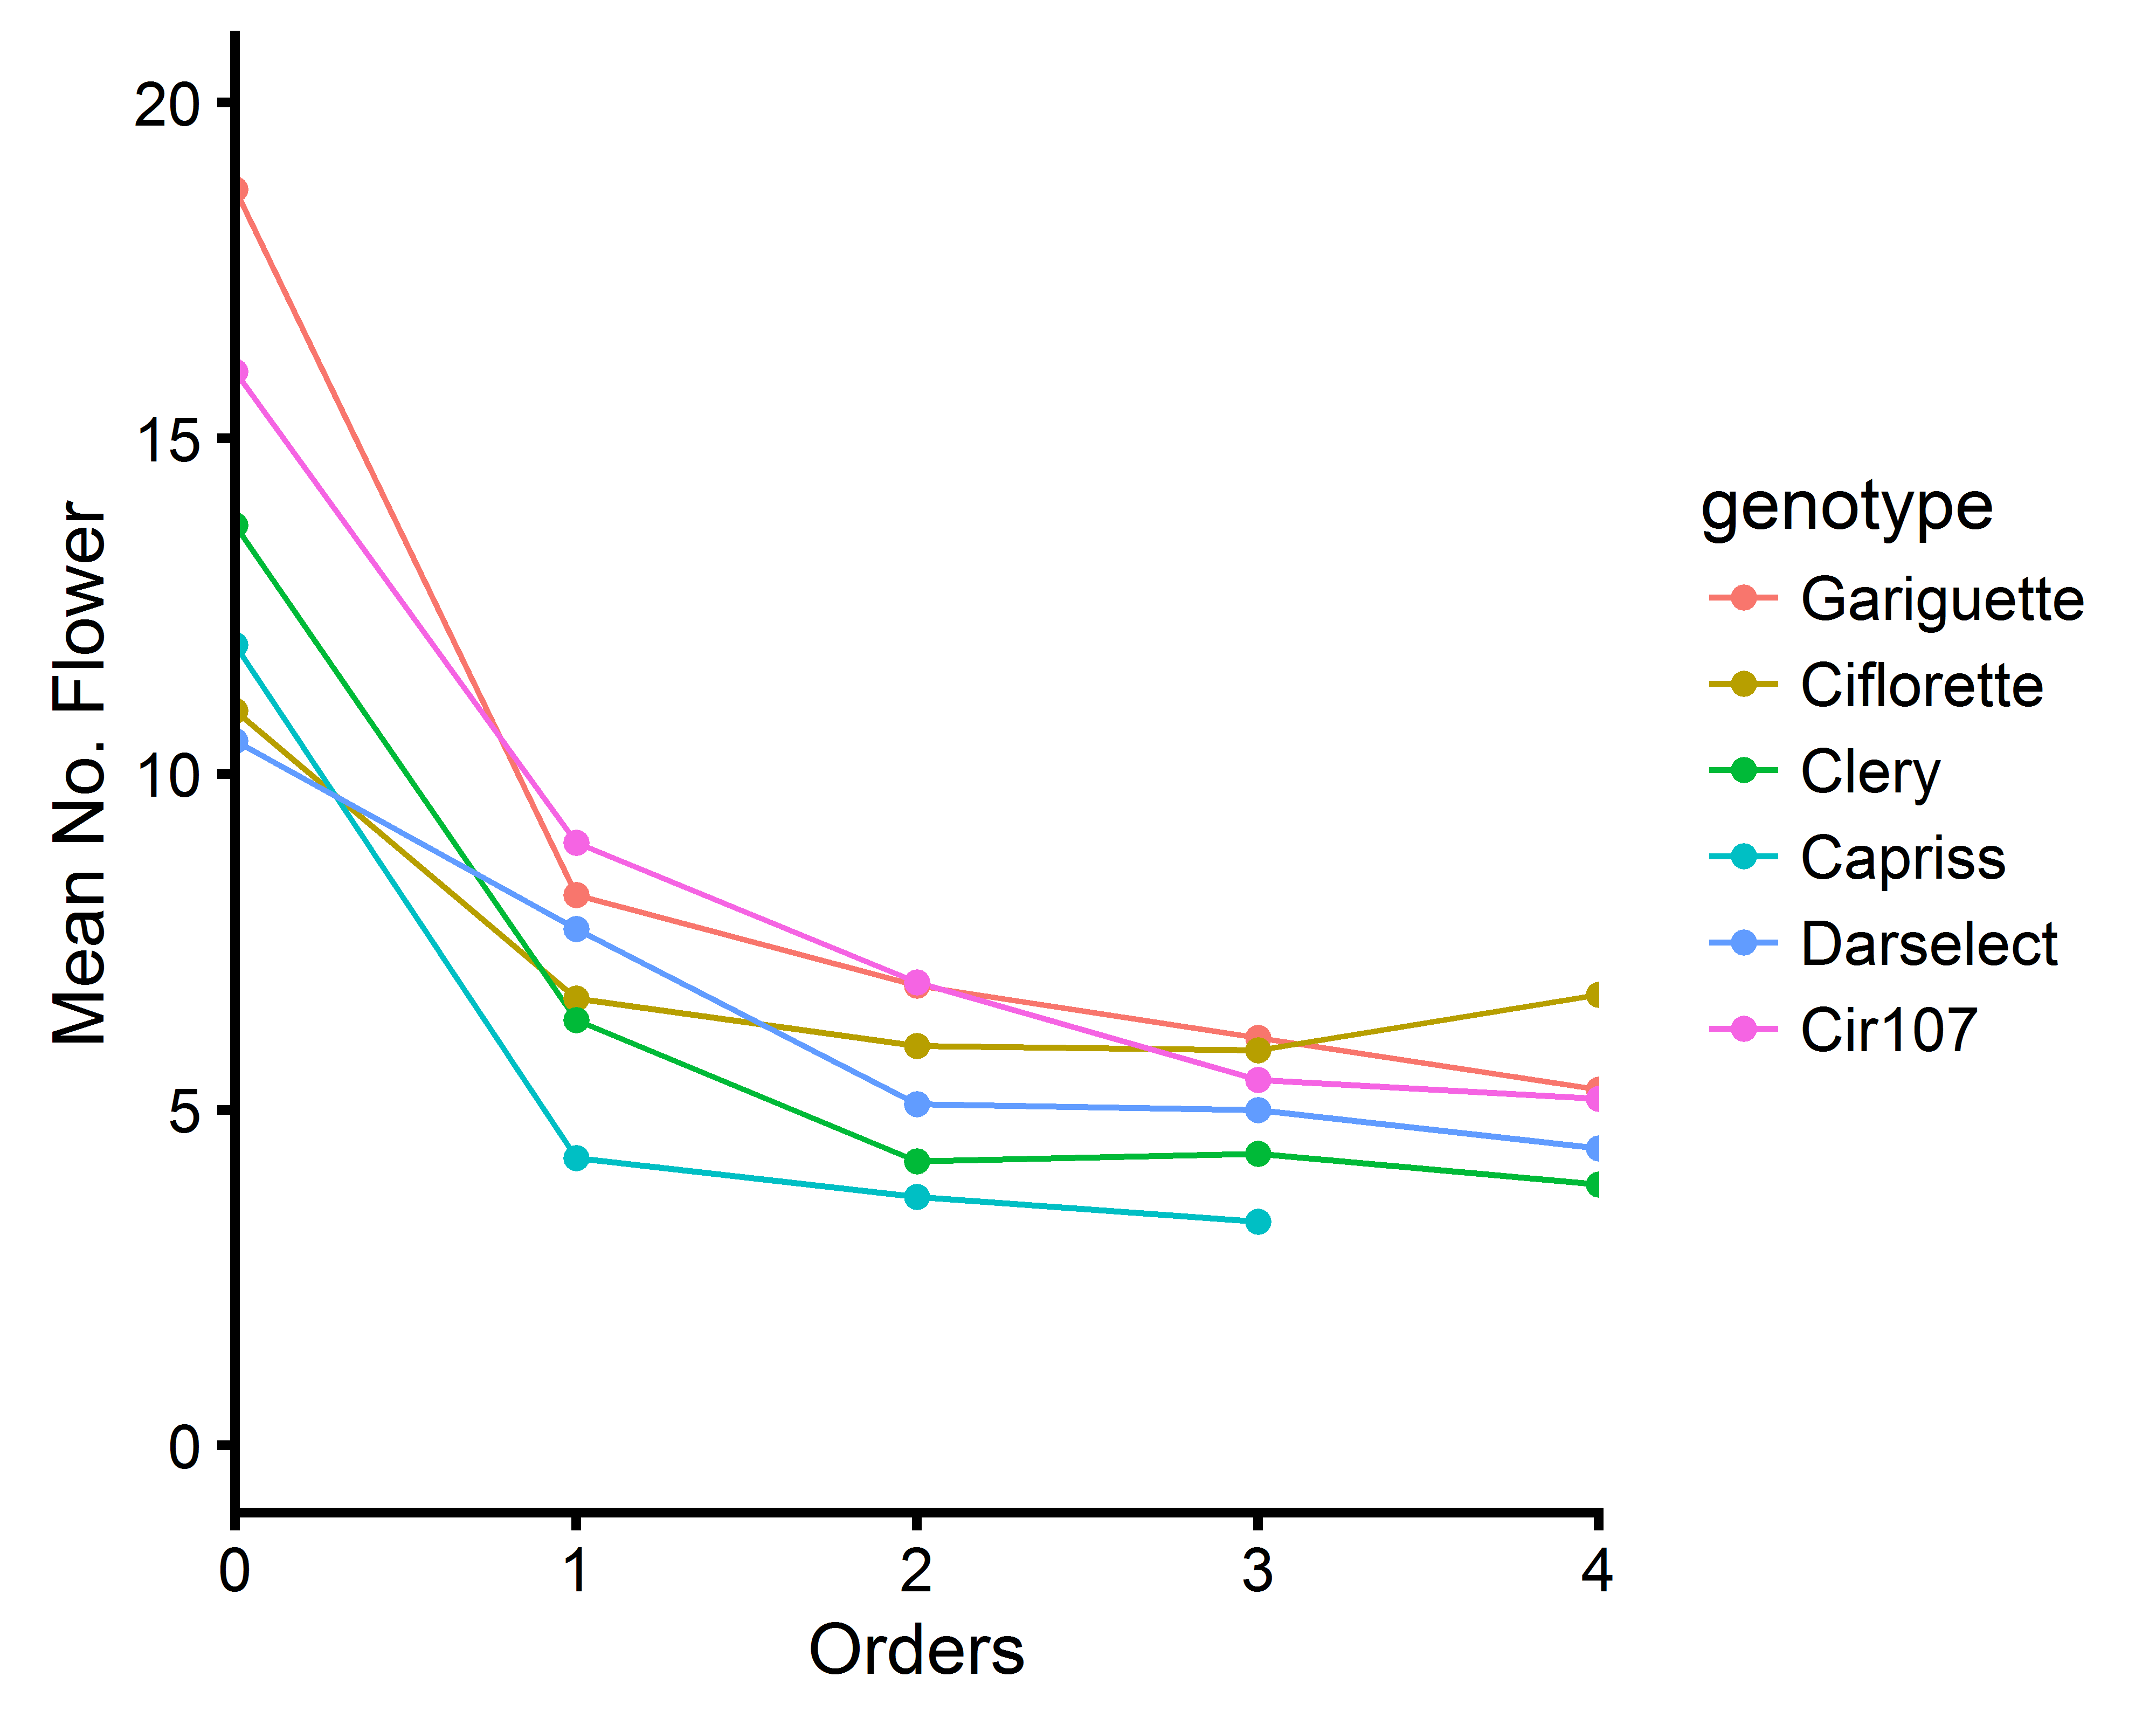 Mean No. Flower
20
15
10
5
0
0 1 2 3 4
Orders
genotype
Gariguette
Ciflorette
Clery
Capriss
Darselect
Cir107